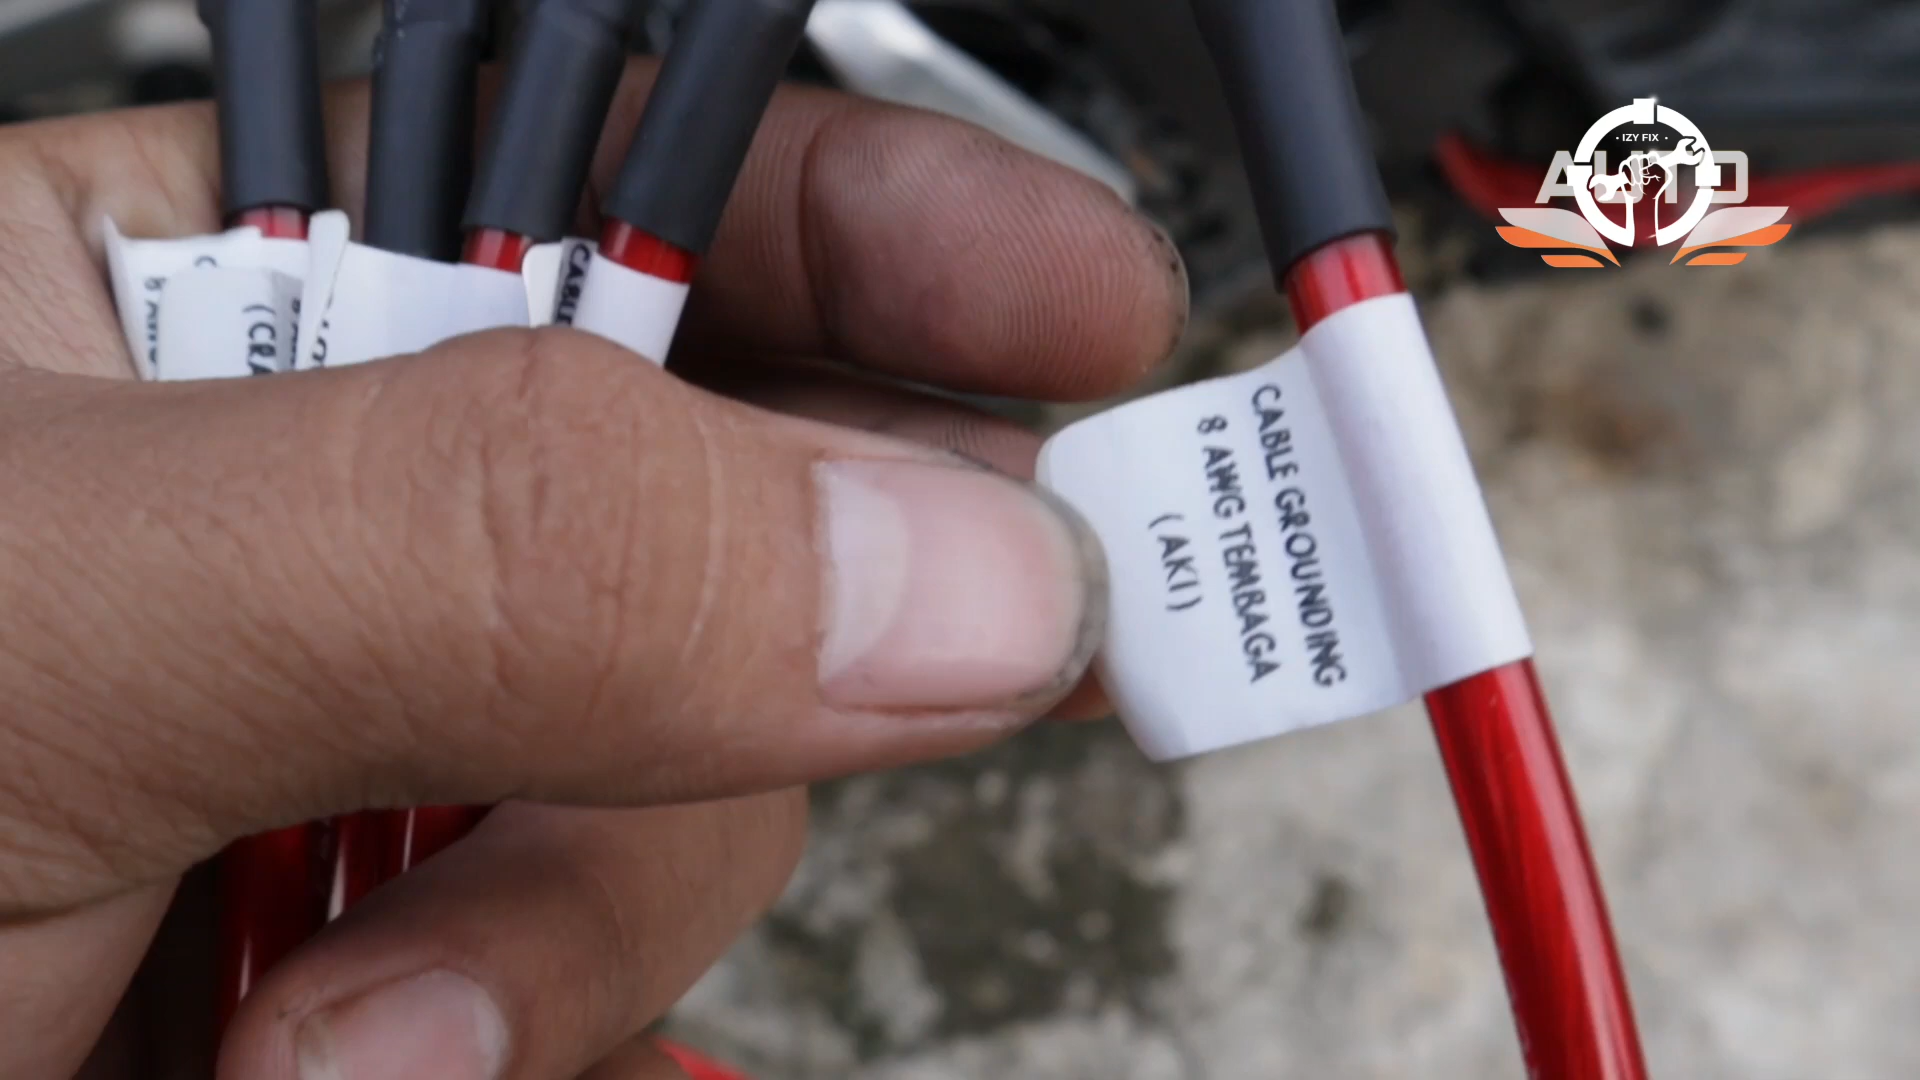 IZY FIX
AUTO
CABLE GROUNDING
8 AWG TEMBAGA
(AKI)